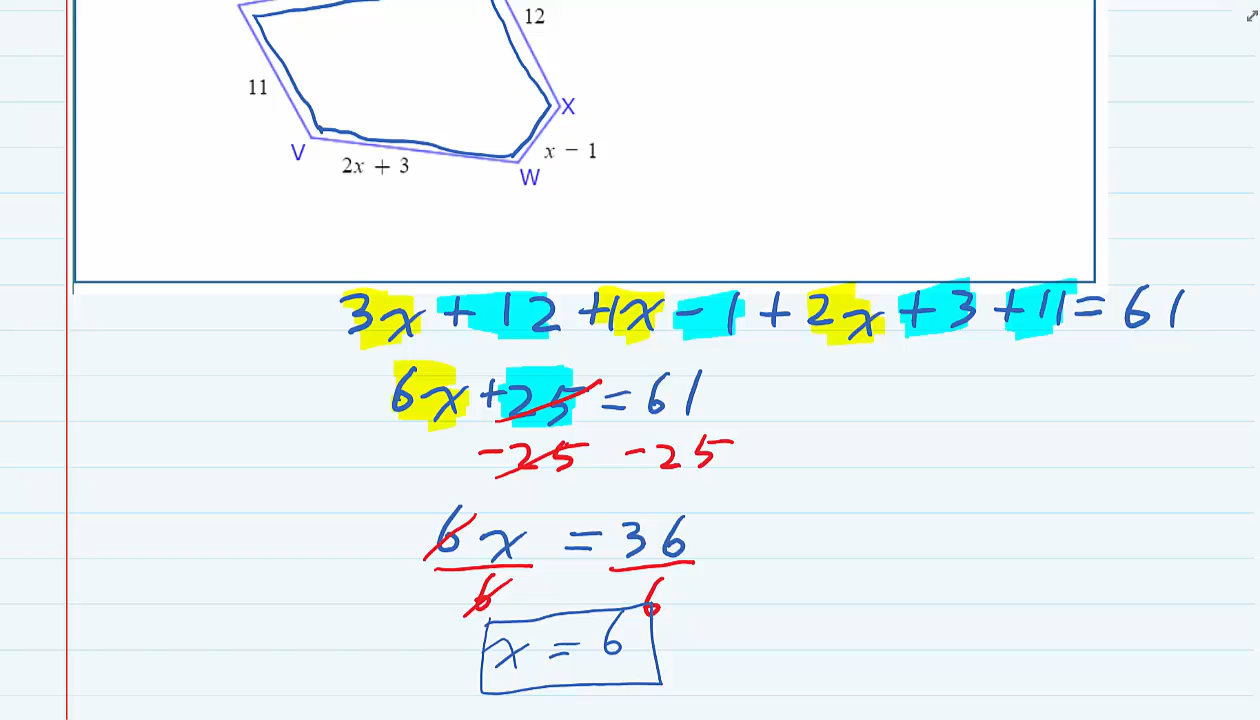 12
11
X
V
x − 1
2x + 3
W
3x + 12 + 1x - 1 + 2x + 3 + 11 = 61
6x + 25 = 61
-25 -25
6x = 36
6 6
x = 6